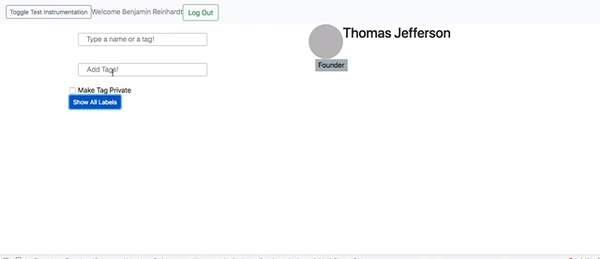 Toggle Test Instrumentation Welcome Benjamin Reinhardt Log Out
Type a name or a tag!
Thomas Jefferson
Founder
Add Tags!
Make Tag Private
Show All Labels